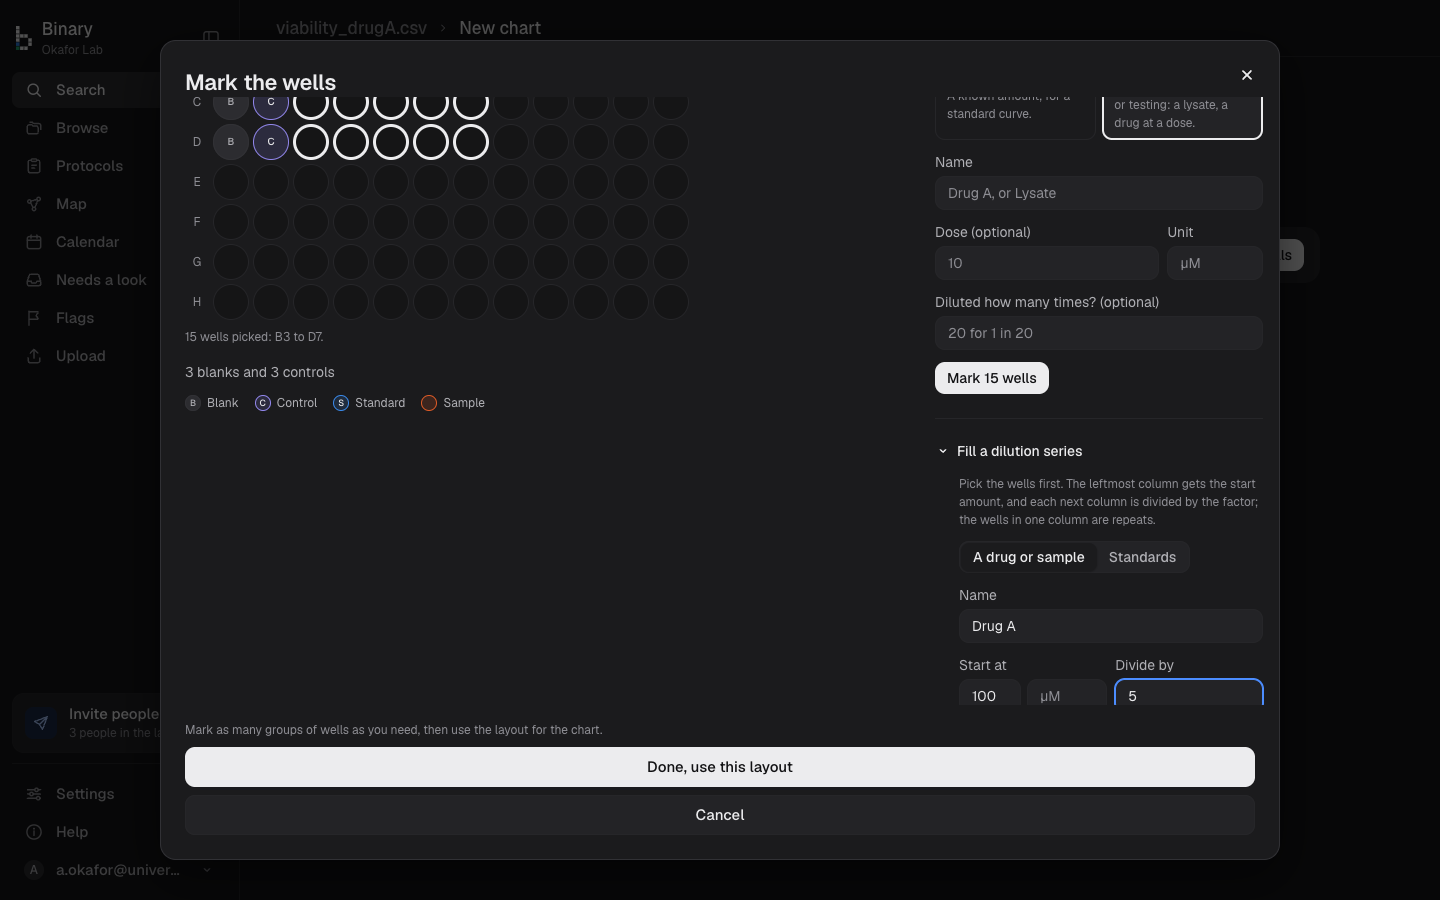 Binary
Okafor Lab
Search
Browse
Protocols
Map
Calendar
Needs a look
Flags
Upload
Invite people
3 people in the la
Settings
Help
A a.okafor@univer...
viability_drugA.csv › New chart
Mark the wells
C B C
D B C
E
F
G
H
15 wells picked: B3 to D7.
3 blanks and 3 controls
B Blank C Control S Standard Sample
A known amount, for a
standard curve.
or testing: a lysate, a
drug at a dose.
Name
Drug A, or Lysate
Dose (optional) Unit
10 µM
Diluted how many times? (optional)
20 for 1 in 20
Mark 15 wells
Fill a dilution series
Pick the wells first. The leftmost column gets the start
amount, and each next column is divided by the factor;
the wells in one column are repeats.
A drug or sample Standards
Name
Drug A
Start at Divide by
100 µM 5
Mark as many groups of wells as you need, then use the layout for the chart.
Done, use this layout
Cancel
ls